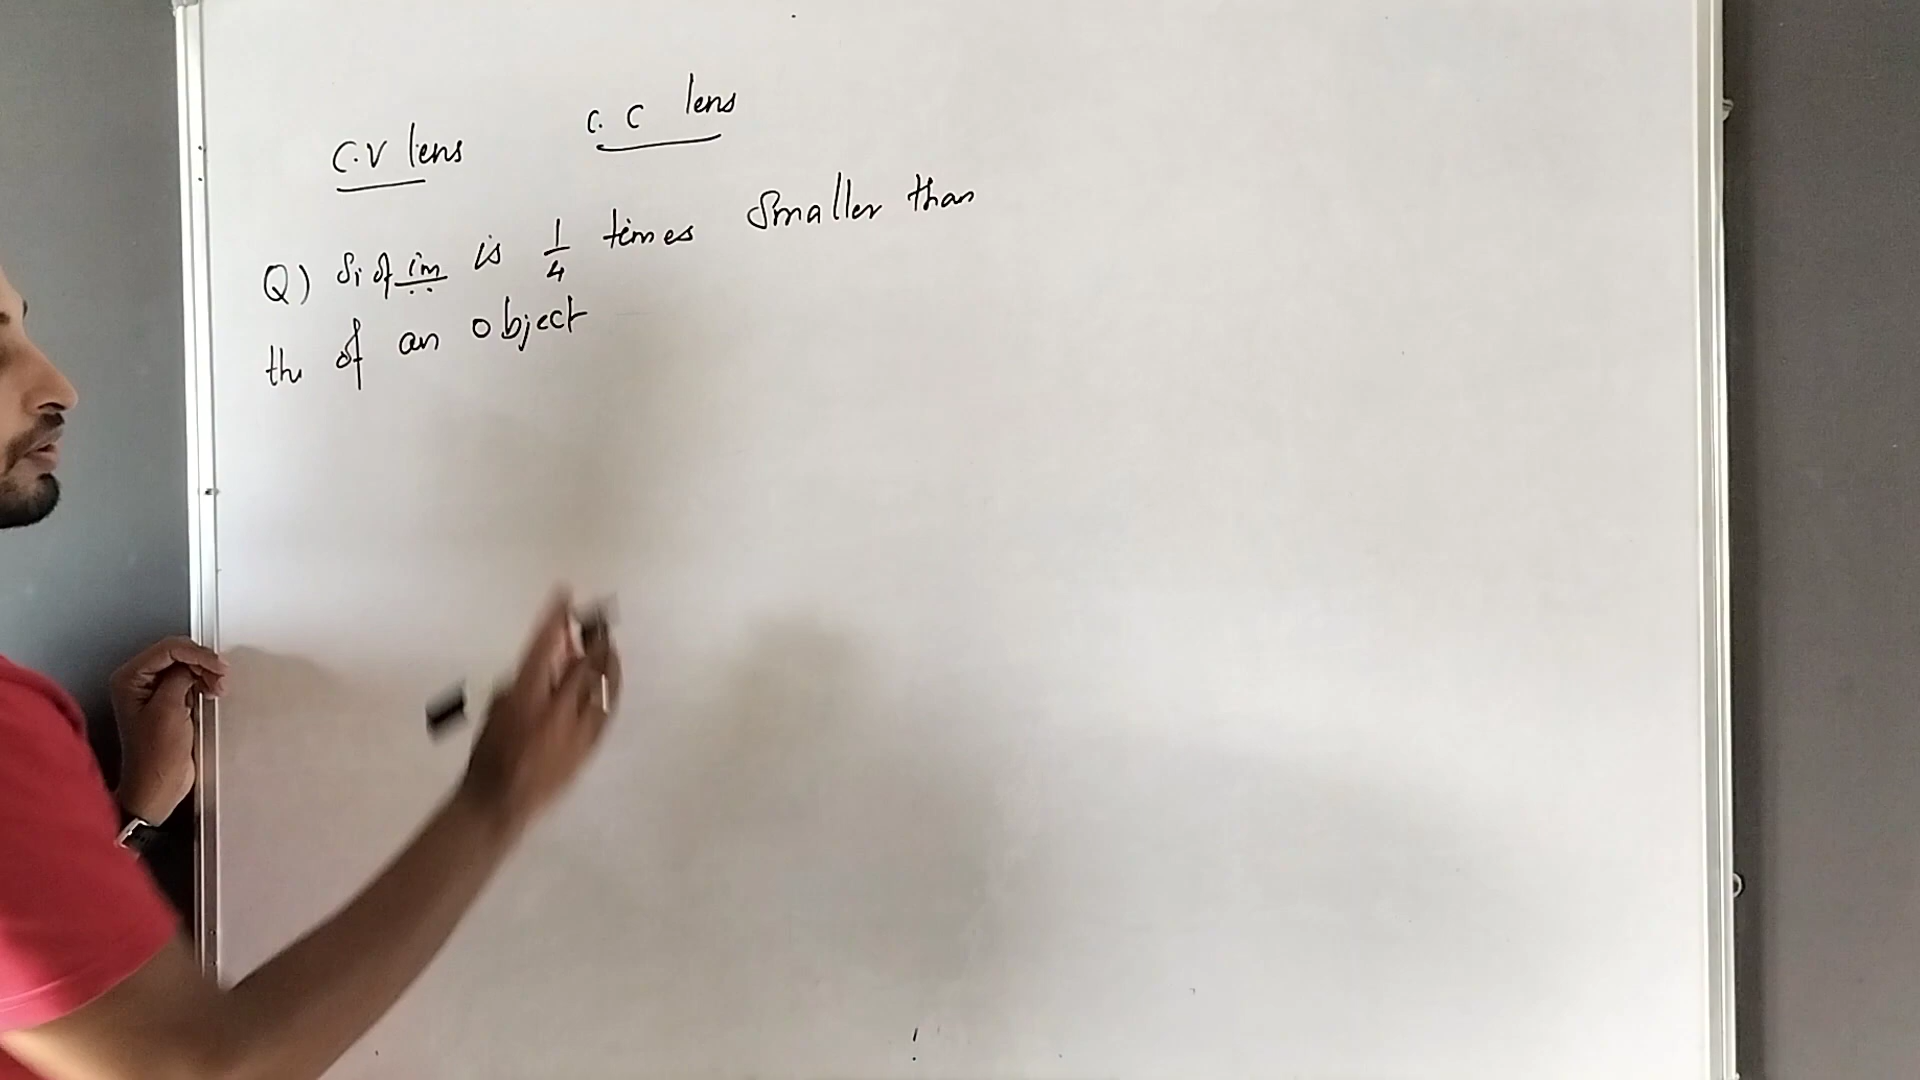 C.V lens
C.C lens
Q) Si of im is 1/4 times Smaller than
th of an object